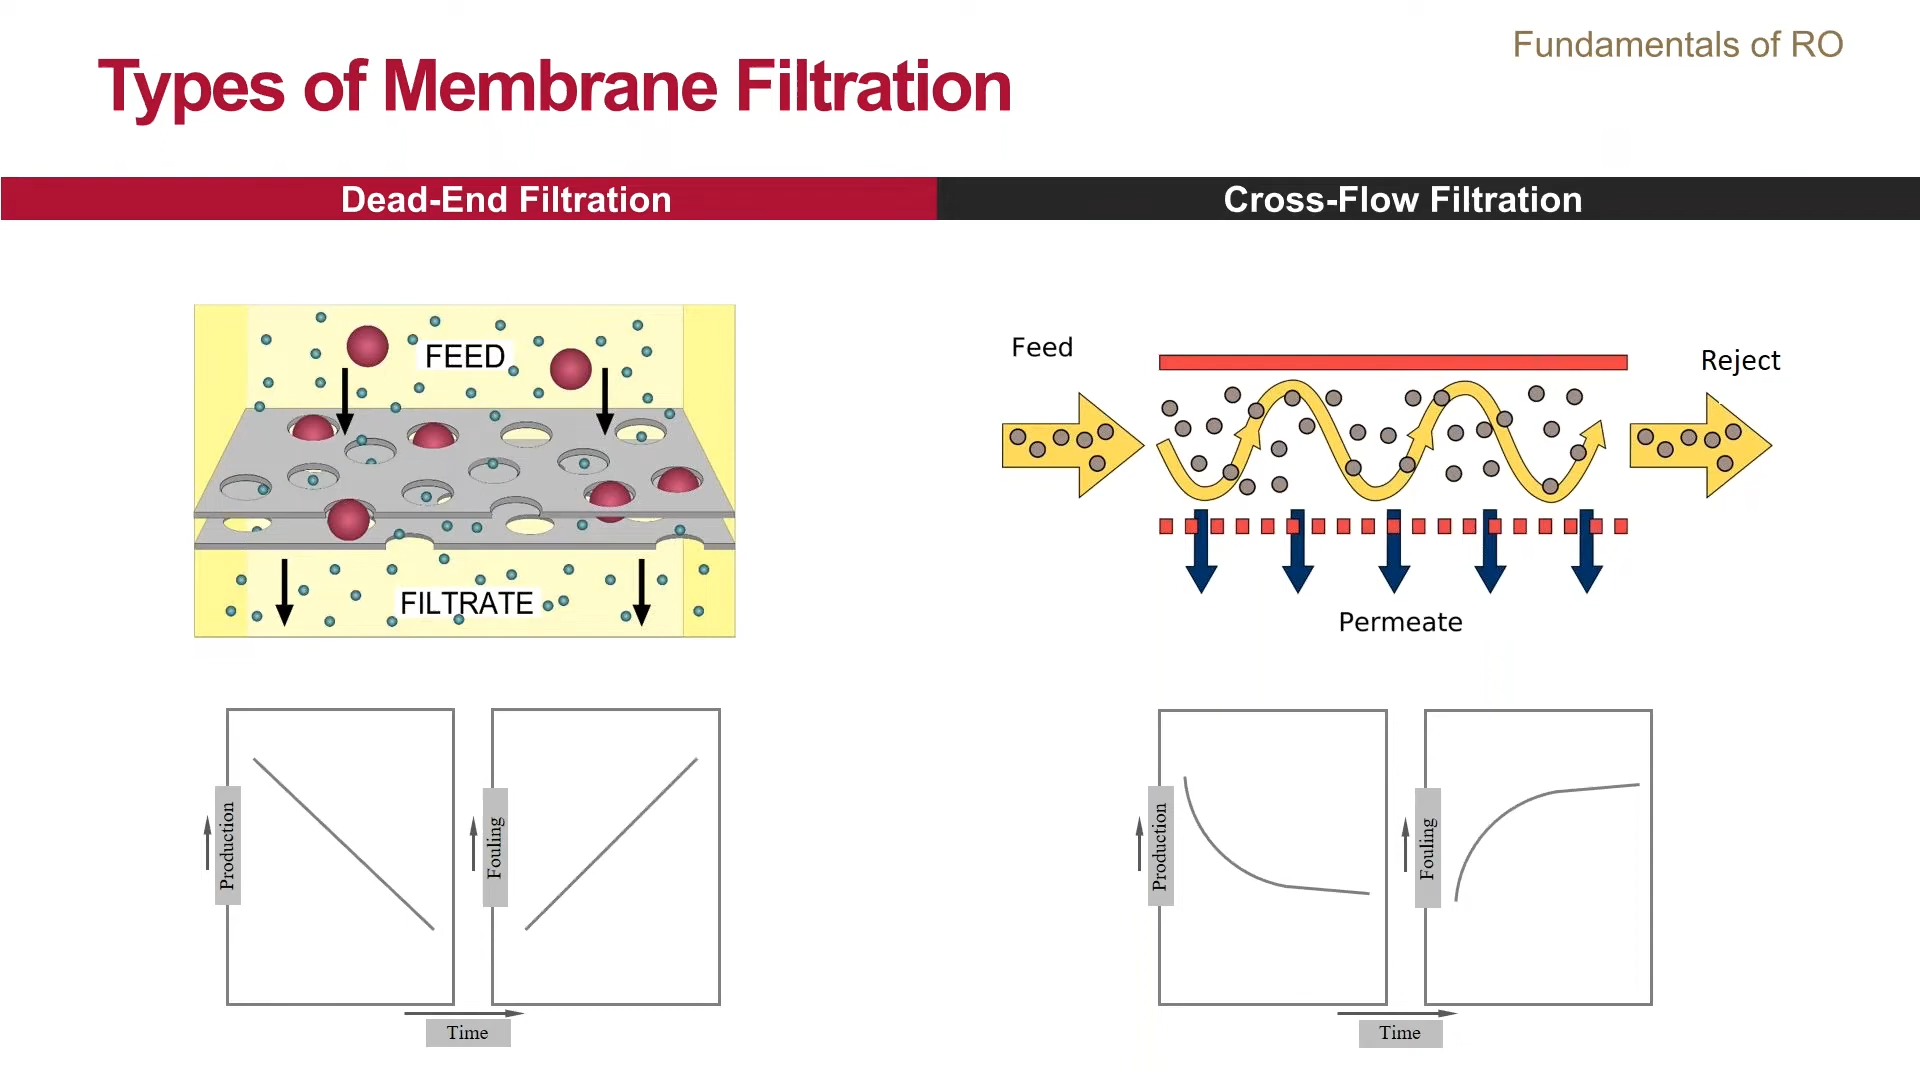 Fundamentals of RO
Types of Membrane Filtration
Dead-End Filtration
Cross-Flow Filtration
FEED
FILTRATE
Feed
Reject
Permeate
Production
Fouling
Time
Production
Fouling
Time